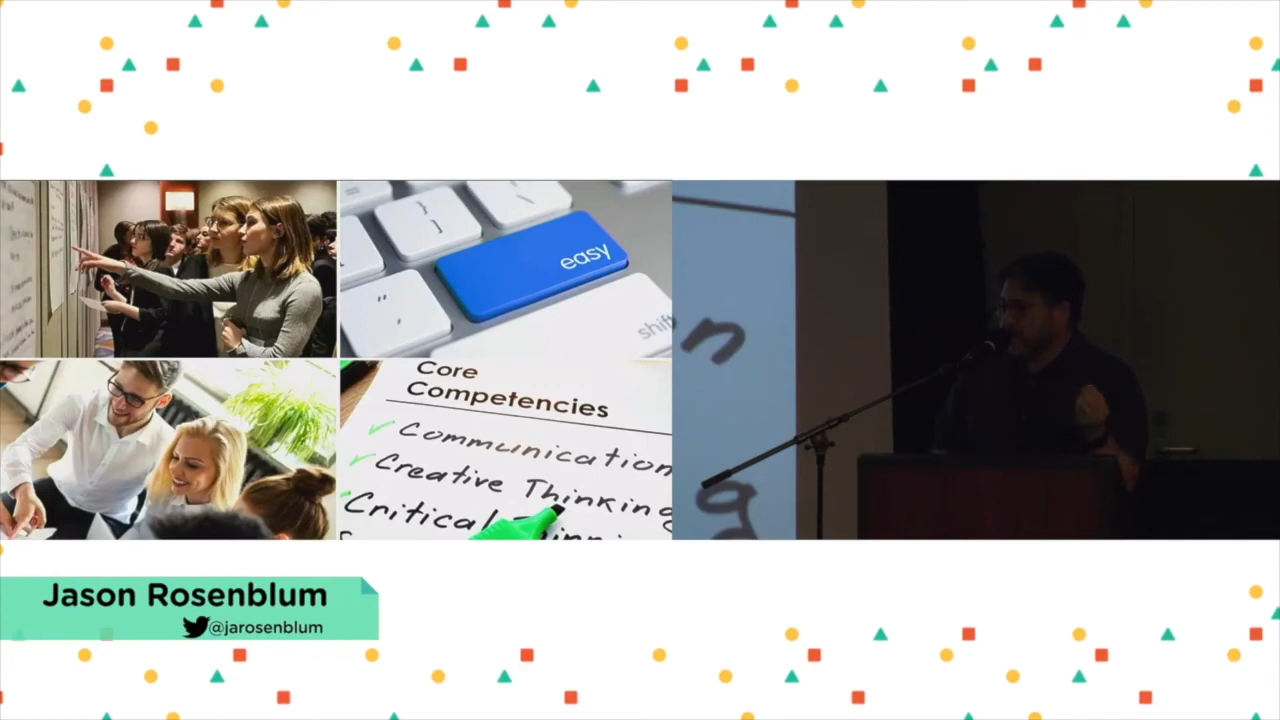 easy
shift
Core
Competencies
Communication
Creative Thinking
Critical
n
g
Jason Rosenblum
@jarosenblum